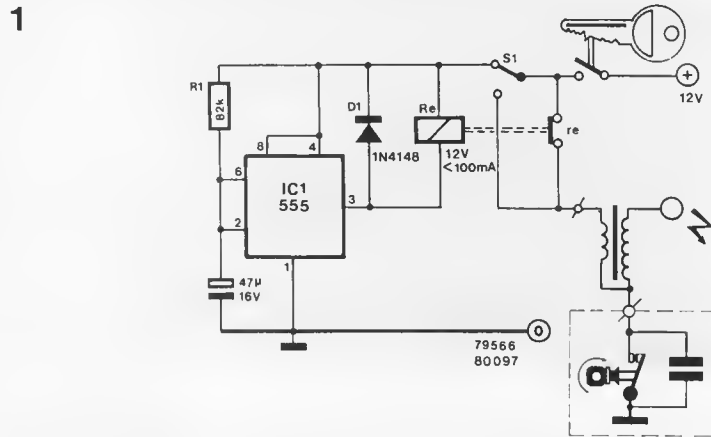 1
S1
R1
82k
D1
Re
re
12V
8
4
1N4148
12V
<100mA
6
IC1
555
3
2
1
47µ
16V
79566
80097